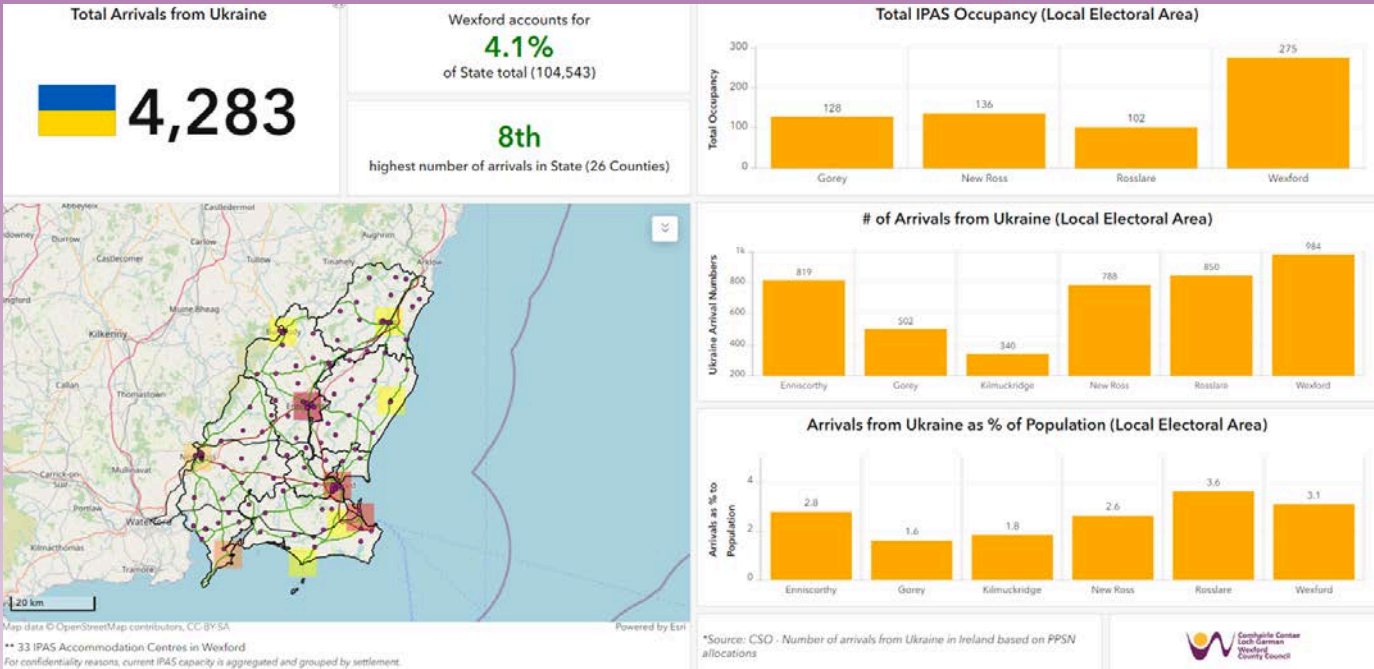 Total Arrivals from Ukraine
4,283
Wexford accounts for
4.1%
of State total (104,543)
8th
highest number of arrivals in State (26 Counties)
Total IPAS Occupancy (Local Electoral Area)
Total Occupancy
300
200
100
0
128
136
102
275
Gorey
New Ross
Rosslare
Wexford
Abbeyleix
Castledermot
Durrow
Carlow
Aughrim
Castlecomer
Tullow
Tinahely
Arklow
Muine Bheag
Kilkenny
Callan
Thomastown
Carrick-on-
Suir
Mullinavat
Portlaw
Waterford
Kilmacthomas
Tramore
20 km
Map data © OpenStreetMap contributors, CC-BY-SA
Powered by Esri
** 33 IPAS Accommodation Centres in Wexford
For confidentiality reasons, current IPAS capacity is aggregated and grouped by settlement.
# of Arrivals from Ukraine (Local Electoral Area)
Ukraine Arrival Numbers
1k
800
600
400
200
819
502
340
788
850
984
Enniscorthy
Gorey
Kilmuckridge
New Ross
Rosslare
Wexford
Arrivals from Ukraine as % of Population (Local Electoral Area)
Arrivals as % to
Population
4
2
0
2.8
1.6
1.8
2.6
3.6
3.1
Enniscorthy
Gorey
Kilmuckridge
New Ross
Rosslare
Wexford
*Source: CSO - Number of arrivals from Ukraine in Ireland based on PPSN
allocations
Comhairle Contae
Loch Garman
Wexford
County Council